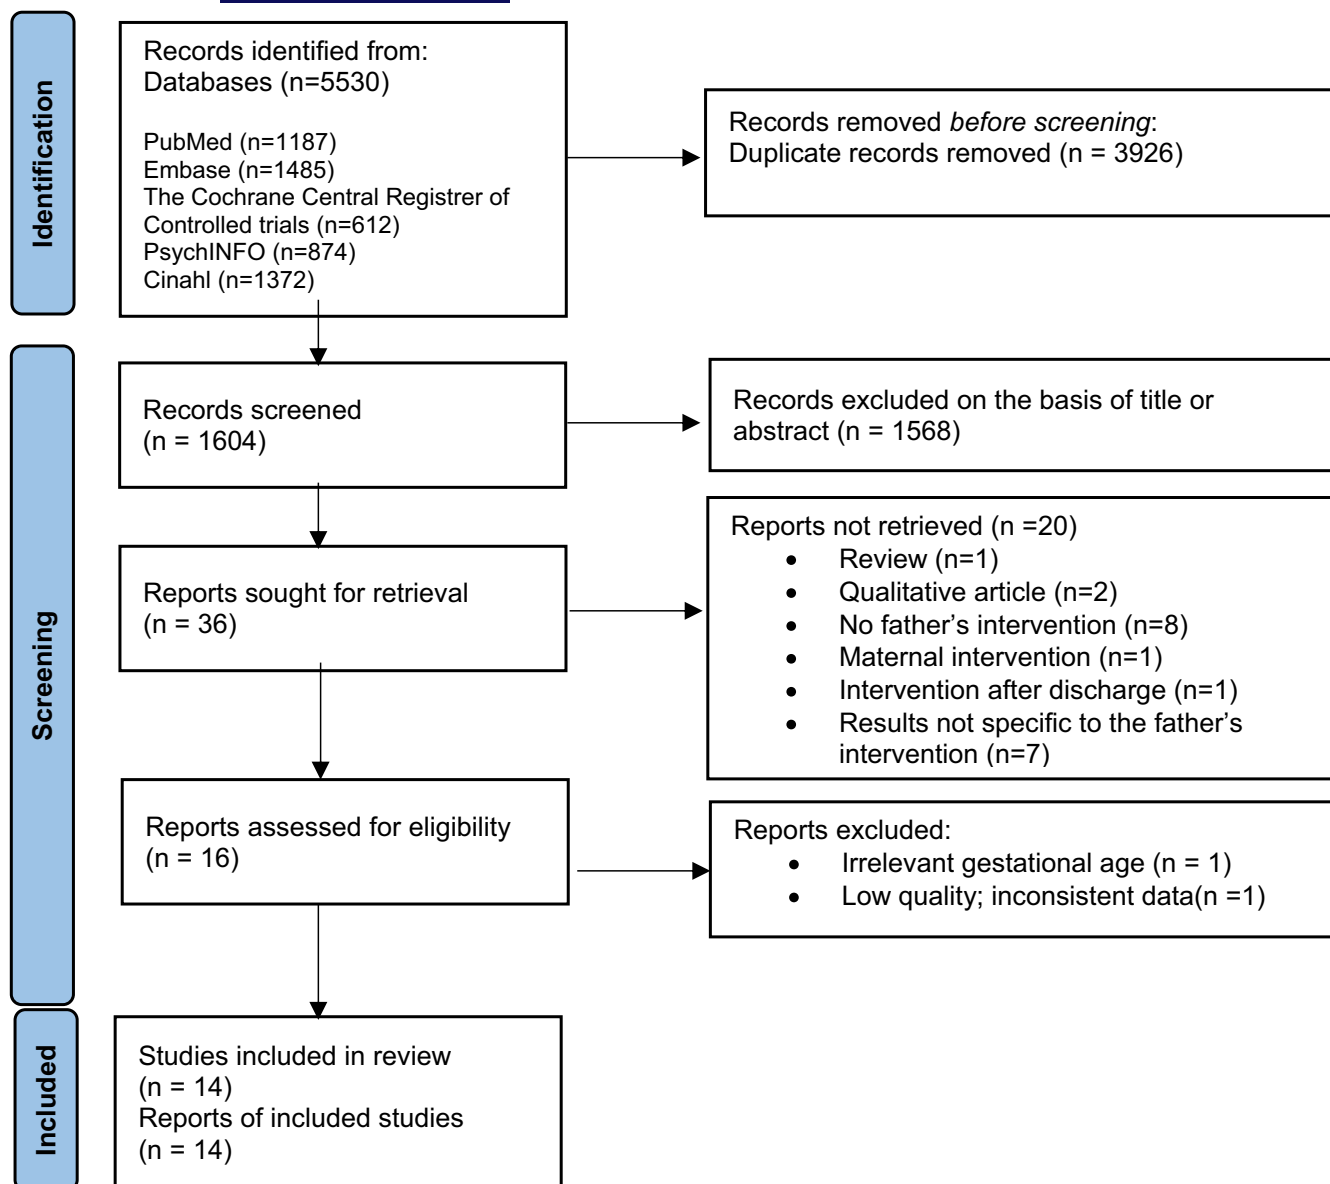 Identification
Records identified from:
Databases (n=5530)
PubMed (n=1187)
Embase (n=1485)
The Cochrane Central Registrer of
Controlled trials (n=612)
PsychINFO (n=874)
Cinahl (n=1372)
Records removed before screening:
Duplicate records removed (n = 3926)
Screening
Records screened
(n = 1604)
Records excluded on the basis of title or
abstract (n = 1568)
Reports sought for retrieval
(n = 36)
Reports not retrieved (n =20)
• Review (n=1)
• Qualitative article (n=2)
• No father’s intervention (n=8)
• Maternal intervention (n=1)
• Intervention after discharge (n=1)
• Results not specific to the father’s
intervention (n=7)
Reports assessed for eligibility
(n = 16)
Reports excluded:
• Irrelevant gestational age (n = 1)
• Low quality; inconsistent data(n =1)
Included
Studies included in review
(n = 14)
Reports of included studies
(n = 14)